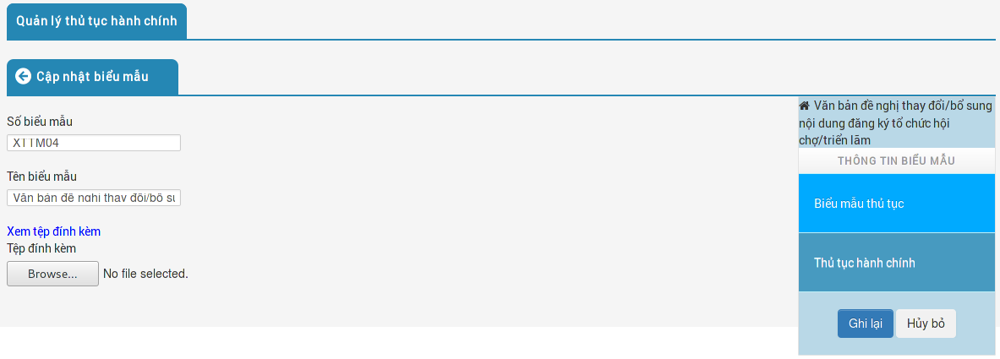 Quản lý thủ tục hành chính
Cập nhật biểu mẫu
Số biểu mẫu
XTTM04
Tên biểu mẫu
Văn bản đề nghị thay đổi/bổ su
Xem tệp đính kèm
Tệp đính kèm
Browse... No file selected.
Văn bản đề nghị thay đổi/bổ sung
nội dung đăng ký tổ chức hội
chợ/triển lãm
THÔNG TIN BIỂU MẪU
Biểu mẫu thủ tục
Thủ tục hành chính
Ghi lại Hủy bỏ